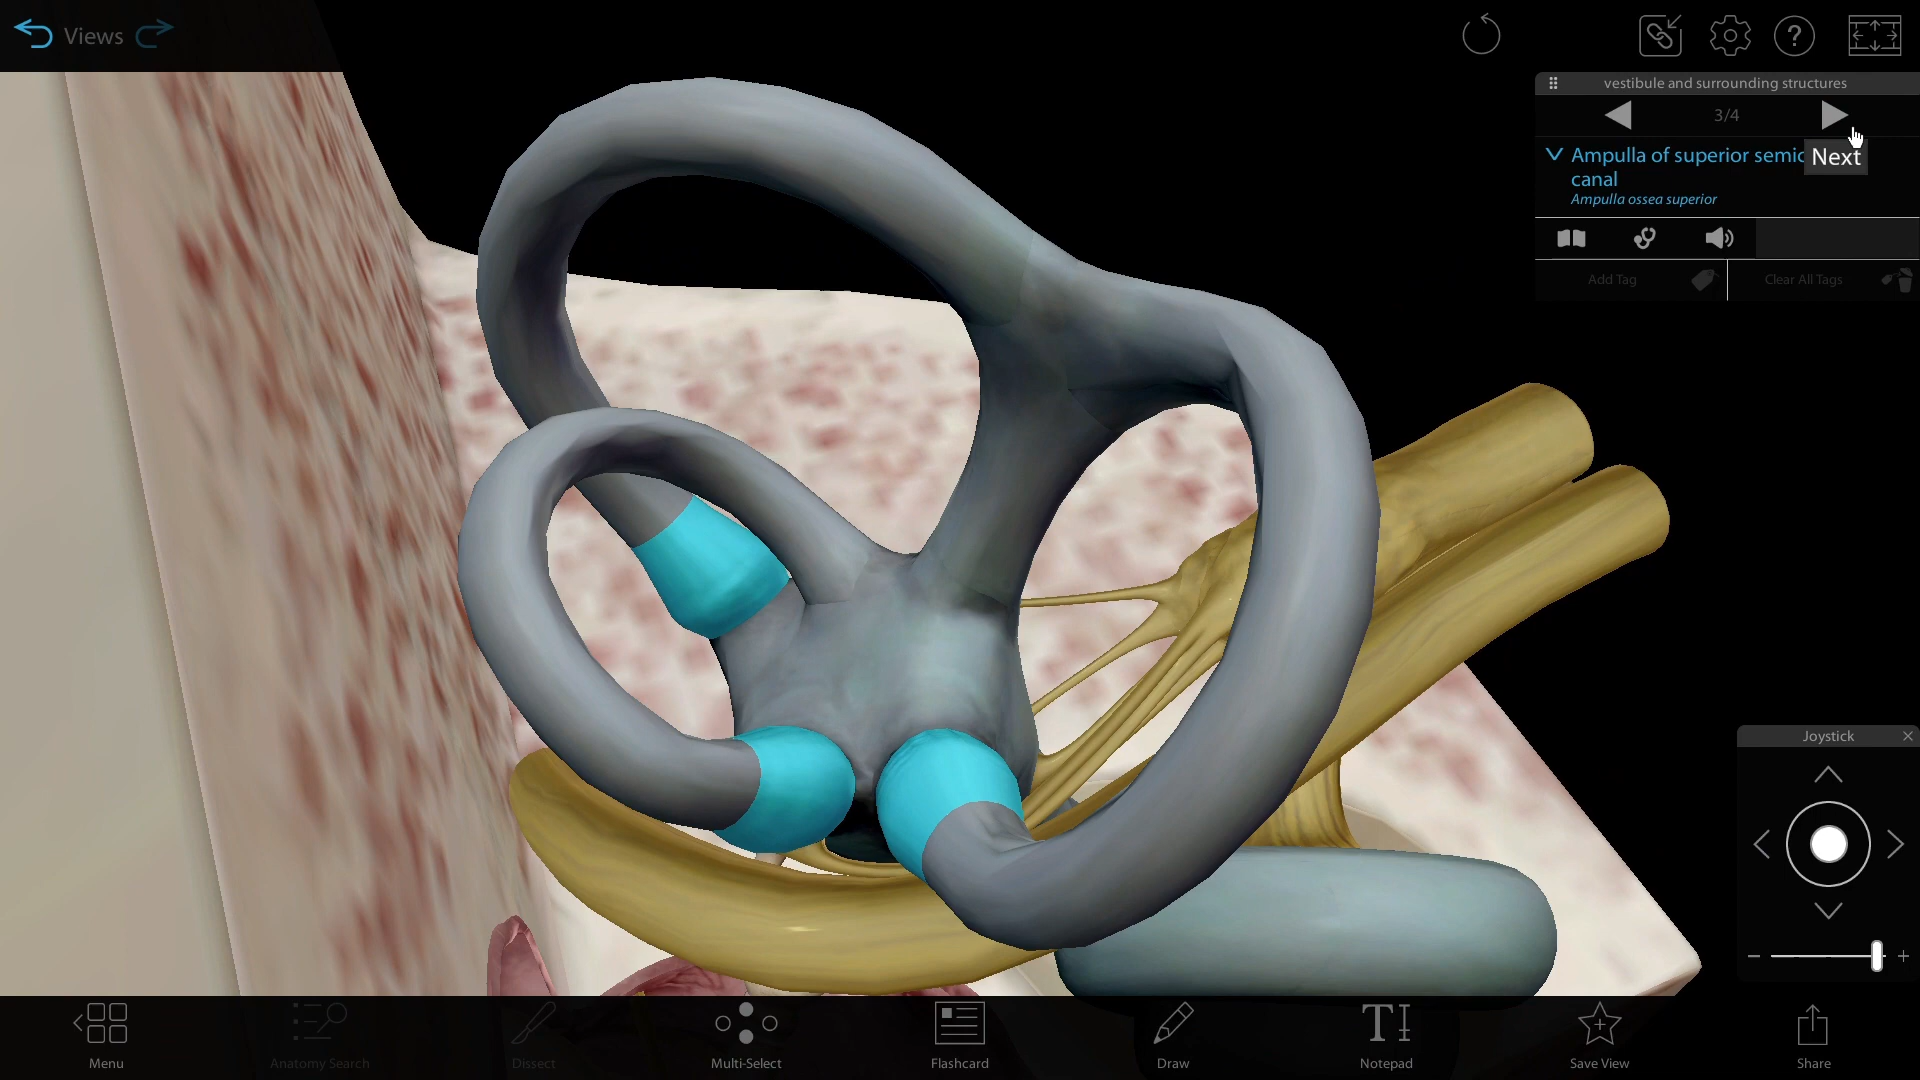 Views
?
vestibule and surrounding structures
3/4
Ampulla of superior semic
Next
canal
Ampulla ossea superior
Add Tag
Clear All Tags
Joystick
Menu
Anatomy Search
Dissect
Multi-Select
Flashcard
Draw
Notepad
Save View
Share